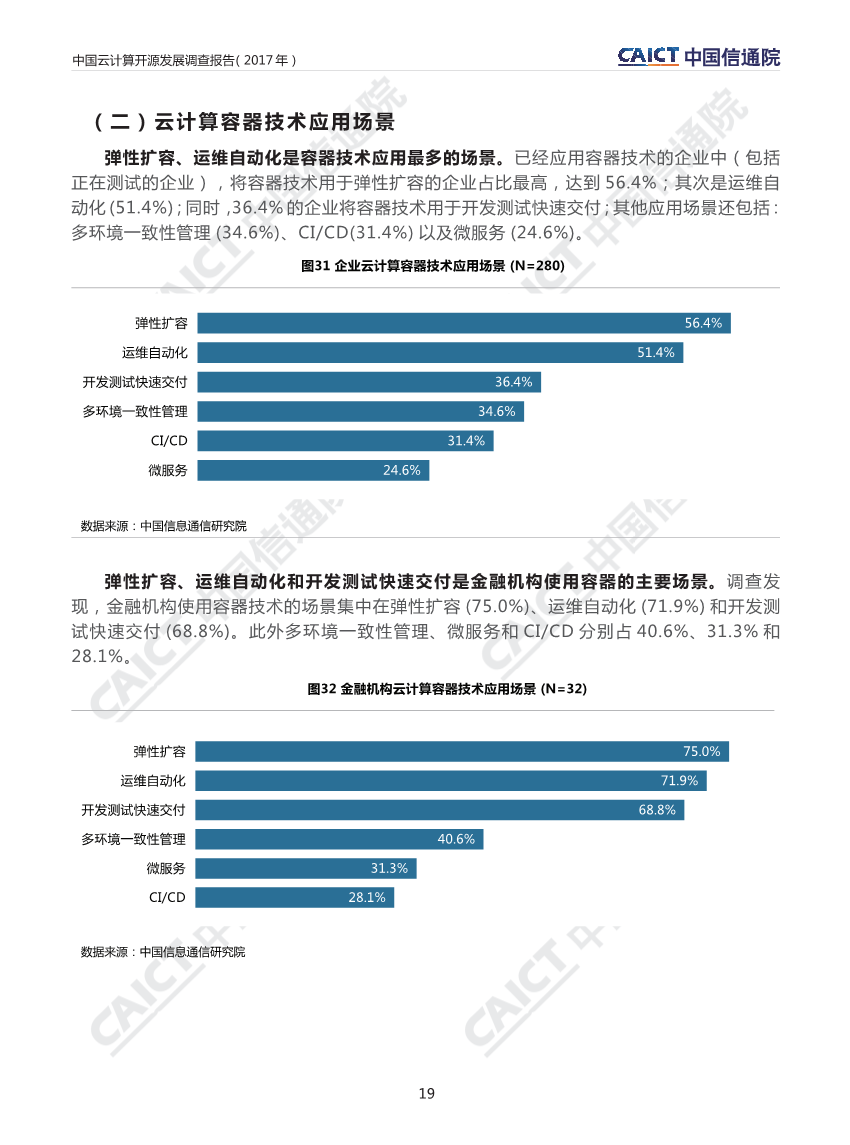 中国云计算开源发展调查报告( 2017 年 )
CAICT 中国信通院
（二）云计算容器技术应用场景
弹性扩容、运维自动化是容器技术应用最多的场景。已经应用容器技术的企业中（包括
正在测试的企业），将容器技术用于弹性扩容的企业占比最高，达到 56.4%；其次是运维自
动化 (51.4%)；同时，36.4% 的企业将容器技术用于开发测试快速交付；其他应用场景还包括：
多环境一致性管理 (34.6%)、CI/CD(31.4%) 以及微服务 (24.6%)。
图31 企业云计算容器技术应用场景 (N=280)
弹性扩容 56.4%
运维自动化 51.4%
开发测试快速交付 36.4%
多环境一致性管理 34.6%
CI/CD 31.4%
微服务 24.6%
数据来源：中国信息通信研究院
弹性扩容、运维自动化和开发测试快速交付是金融机构使用容器的主要场景。调查发
现，金融机构使用容器技术的场景集中在弹性扩容 (75.0%)、运维自动化 (71.9%) 和开发测
试快速交付 (68.8%)。此外多环境一致性管理、微服务和 CI/CD 分别占 40.6%、31.3% 和
28.1%。
图32 金融机构云计算容器技术应用场景 (N=32)
弹性扩容 75.0%
运维自动化 71.9%
开发测试快速交付 68.8%
多环境一致性管理 40.6%
微服务 31.3%
CI/CD 28.1%
数据来源：中国信息通信研究院
19